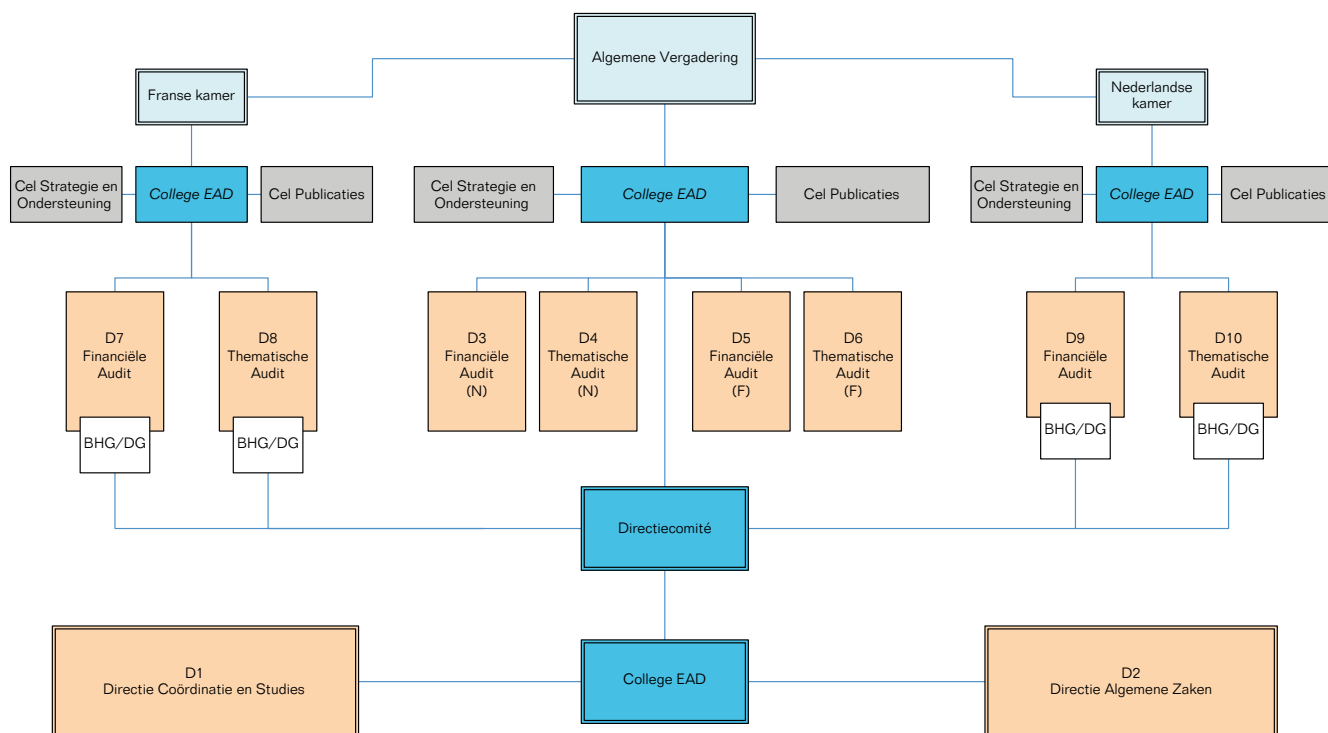 Algemene Vergadering
Franse kamer
Nederlandse
kamer
Cel Strategie en
Ondersteuning
College EAD
Cel Publicaties
Cel Strategie en
Ondersteuning
College EAD
Cel Publicaties
Cel Strategie en
Ondersteuning
College EAD
Cel Publicaties
D7
Financiële
Audit
D8
Thematische
Audit
D3
Financiële
Audit
(N)
D4
Thematische
Audit
(N)
D5
Financiële
Audit
(F)
D6
Thematische
Audit
(F)
D9
Financiële
Audit
D10
Thematische
Audit
BHG/DG
BHG/DG
BHG/DG
BHG/DG
Directiecomité
D1
Directie Coördinatie en Studies
College EAD
D2
Directie Algemene Zaken